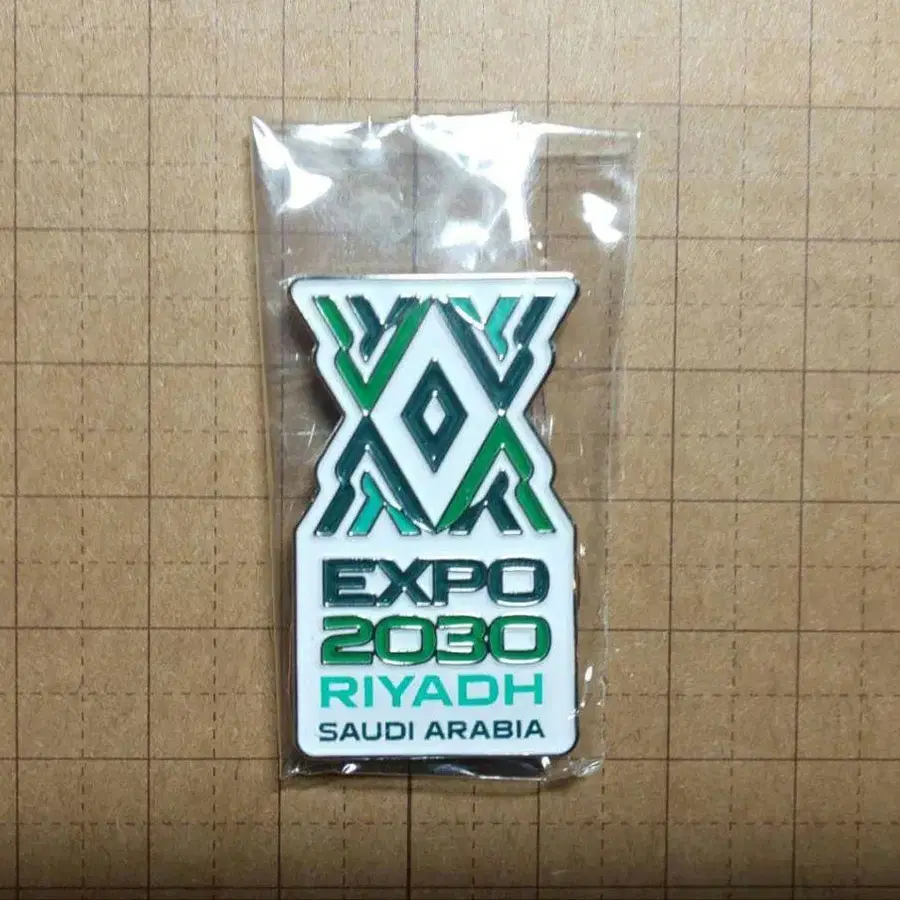 EXPO
2030
RIYADH
SAUDI ARABIA